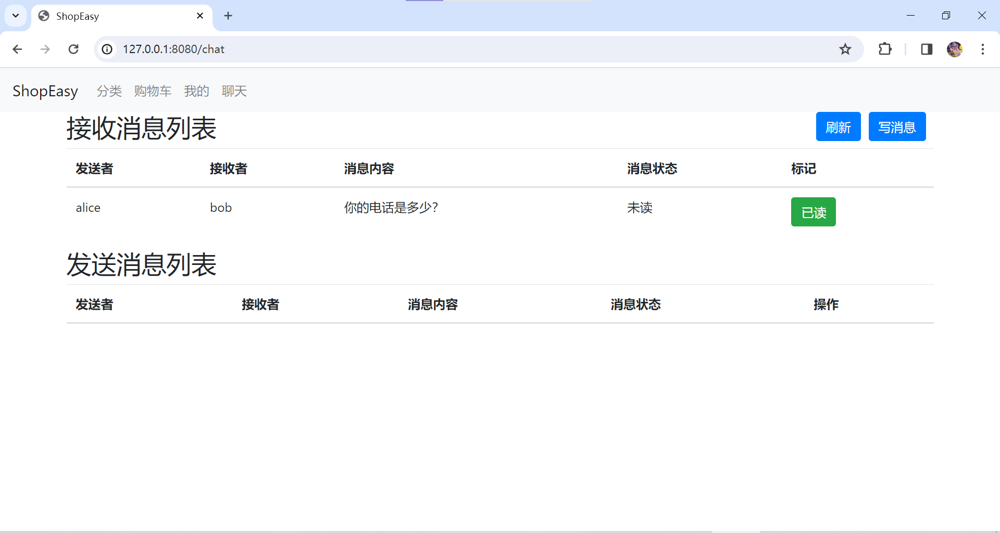 ShopEasy
127.0.0.1:8080/chat
ShopEasy 分类 购物车 我的 聊天
接收消息列表 刷新 写消息
发送者 接收者 消息内容 消息状态 标记
alice bob 你的电话是多少? 未读 已读
发送消息列表
发送者 接收者 消息内容 消息状态 操作